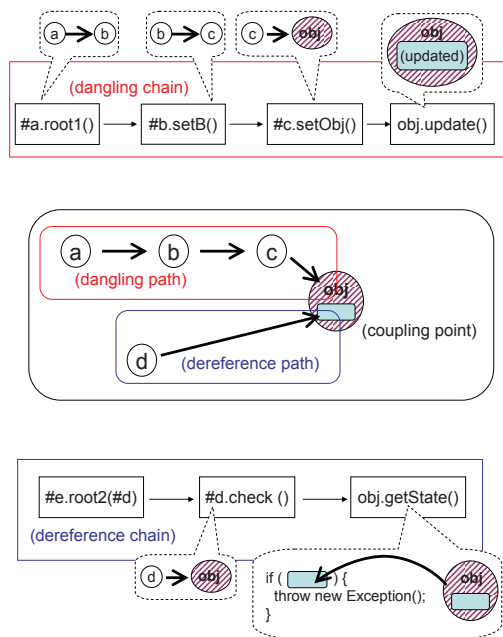 a b
b c
c obj
obj
(updated)
(dangling chain)
#a.root1()
#b.setB()
#c.setObj()
obj.update()
a b c
(dangling path)
obj
(coupling point)
(dereference path)
d
#e.root2(#d)
#d.check ()
obj.getState()
(dereference chain)
d obj
if ( ) {
throw new Exception();
}
obj